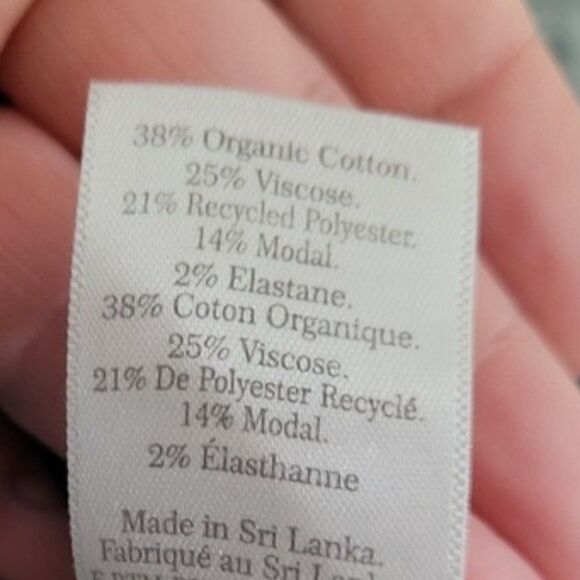 38% Organic Cotton.
25% Viscose.
21% Recycled Polyester.
14% Modal.
2% Elastane.
38% Coton Organique.
25% Viscose.
21% De Polyester Recyclé.
14% Modal.
2% Élasthanne
Made in Sri Lanka.
Fabriqué au Sri